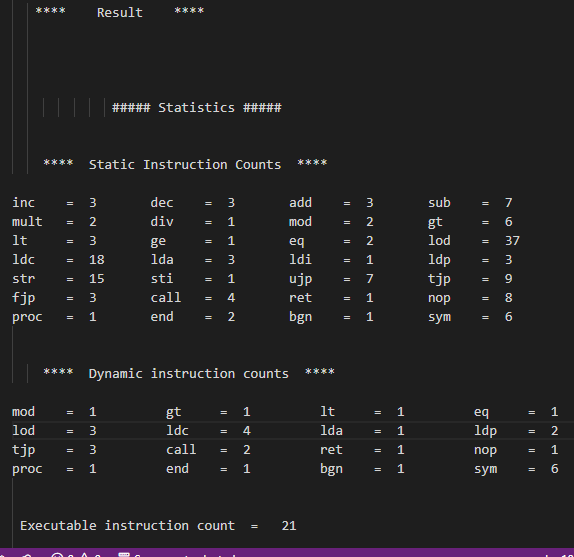 ****    Result    ****
##### Statistics #####
****  Static Instruction Counts  ****
inc    =  3       dec    =  3       add    =  3       sub    =  7
mult   =  2       div    =  1       mod    =  2       gt     =  6
lt     =  3       ge     =  1       eq     =  2       lod    =  37
ldc    =  18      lda    =  3       ldi    =  1       ldp    =  3
str    =  15      sti    =  1       ujp    =  7       tjp    =  9
fjp    =  3       call   =  4       ret    =  1       nop    =  8
proc   =  1       end    =  2       bgn    =  1       sym    =  6
****  Dynamic instruction counts  ****
mod    =  1         gt     =  1         lt     =  1         eq     =  1
lod    =  3         ldc    =  4         lda    =  1         ldp    =  2
tjp    =  3         call   =  2         ret    =  1         nop    =  1
proc   =  1         end    =  1         bgn    =  1         sym    =  6
Executable instruction count  =   21